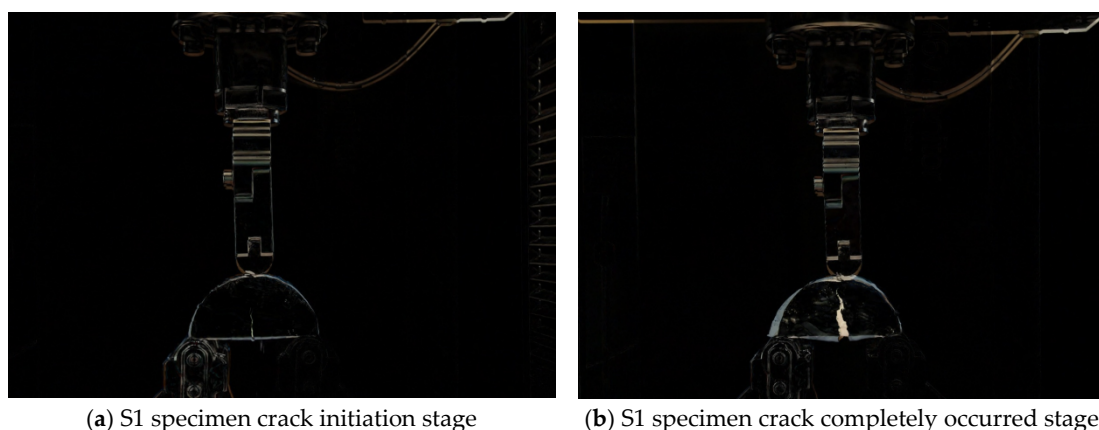 (a) S1 specimen crack initiation stage
(b) S1 specimen crack completely occurred stage